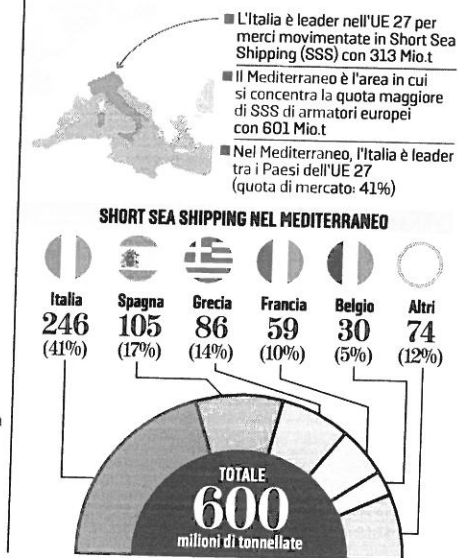 L'Italia è leader nell'UE 27 per
merci movimentate in Short Sea
Shipping (SSS) con 313 Mio.t
Il Mediterraneo è l'area in cui
si concentra la quota maggiore
di SSS di armatori europei
con 601 Mio.t
Nel Mediterraneo, l'Italia è leader
tra i Paesi dell'UE 27
(quota di mercato: 41%)
SHORT SEA SHIPPING NEL MEDITERRANEO
Italia Spagna Grecia Francia Belgio Altri
246 105 86 59 30 74
(41%) (17%) (14%) (10%) (5%) (12%)
TOTALE
600
milioni di tonnellate